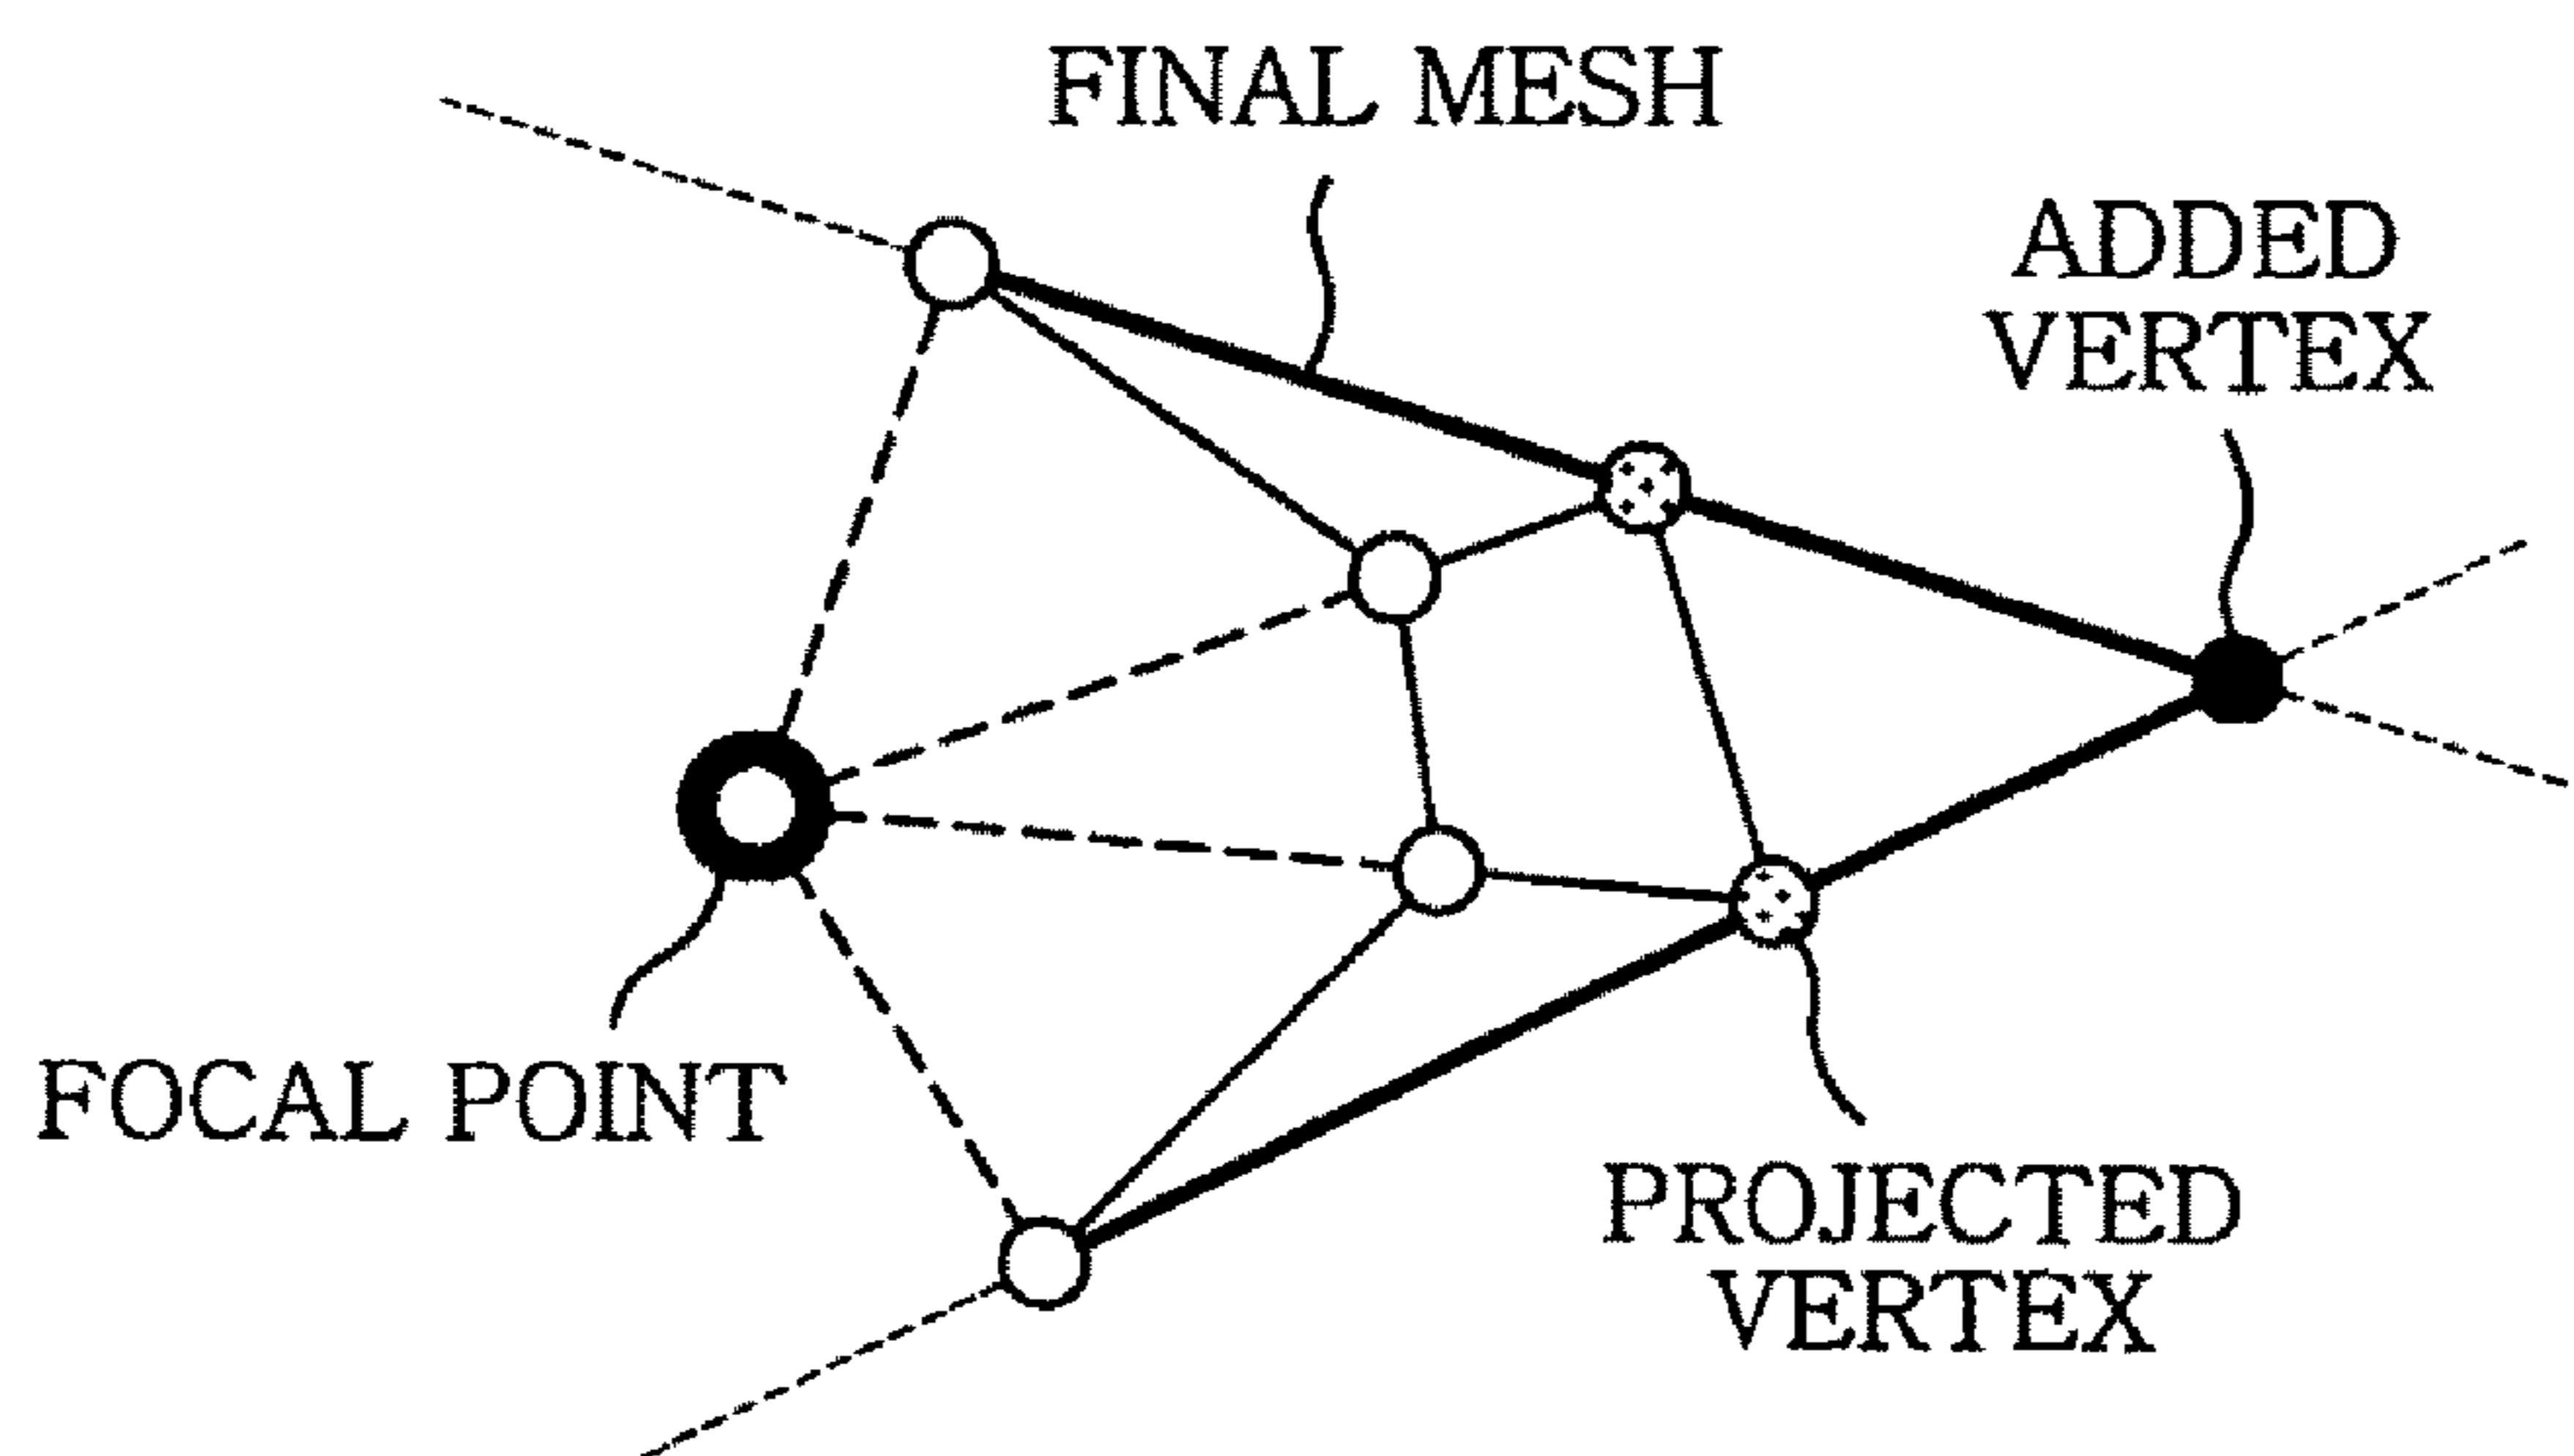 FINAL MESH
ADDED
VERTEX
FOCAL POINT
PROJECTED
VERTEX